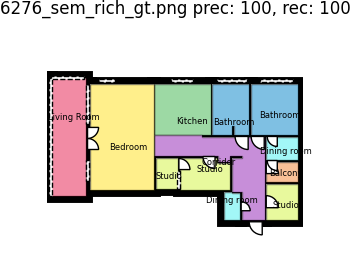 6276_sem_rich_gt.png prec: 100, rec: 100
Living Room
Kitchen
Bathroom
Bathroom
Bedroom
Dining room
Corridor
Studio
Studio
Balcon
Dining room
Studio